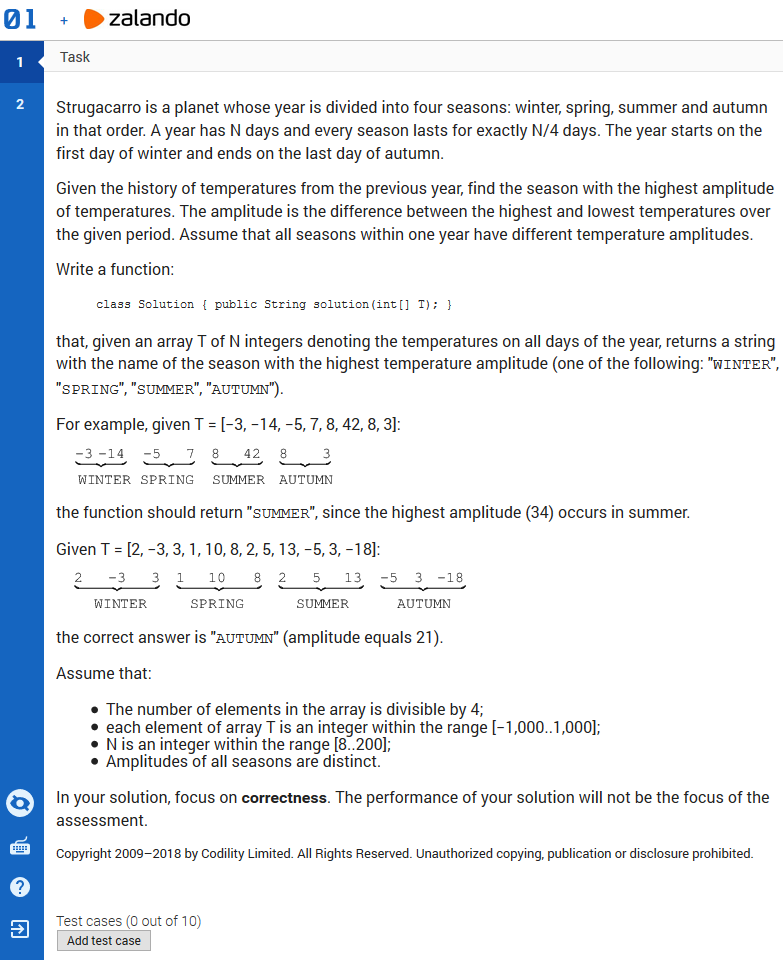 01 + zalando
1 Task
2
Strugacarro is a planet whose year is divided into four seasons: winter, spring, summer and autumn
in that order. A year has N days and every season lasts for exactly N/4 days. The year starts on the
first day of winter and ends on the last day of autumn.
Given the history of temperatures from the previous year, find the season with the highest amplitude
of temperatures. The amplitude is the difference between the highest and lowest temperatures over
the given period. Assume that all seasons within one year have different temperature amplitudes.
Write a function:
class Solution { public String solution(int[] T); }
that, given an array T of N integers denoting the temperatures on all days of the year, returns a string
with the name of the season with the highest temperature amplitude (one of the following: "WINTER",
"SPRING", "SUMMER", "AUTUMN").
For example, given T = [−3, −14, −5, 7, 8, 42, 8, 3]:
−3 −14 −5 7 8 42 8 3
WINTER SPRING SUMMER AUTUMN
the function should return "SUMMER", since the highest amplitude (34) occurs in summer.
Given T = [2, −3, 3, 1, 10, 8, 2, 5, 13, −5, 3, −18]:
2 −3 3 1 10 8 2 5 13 −5 3 −18
WINTER SPRING SUMMER AUTUMN
the correct answer is "AUTUMN" (amplitude equals 21).
Assume that:
• The number of elements in the array is divisible by 4;
• each element of array T is an integer within the range [−1,000..1,000];
• N is an integer within the range [8..200];
• Amplitudes of all seasons are distinct.
In your solution, focus on correctness. The performance of your solution will not be the focus of the
assessment.
Copyright 2009–2018 by Codility Limited. All Rights Reserved. Unauthorized copying, publication or disclosure prohibited.
?
Test cases (0 out of 10)
Add test case